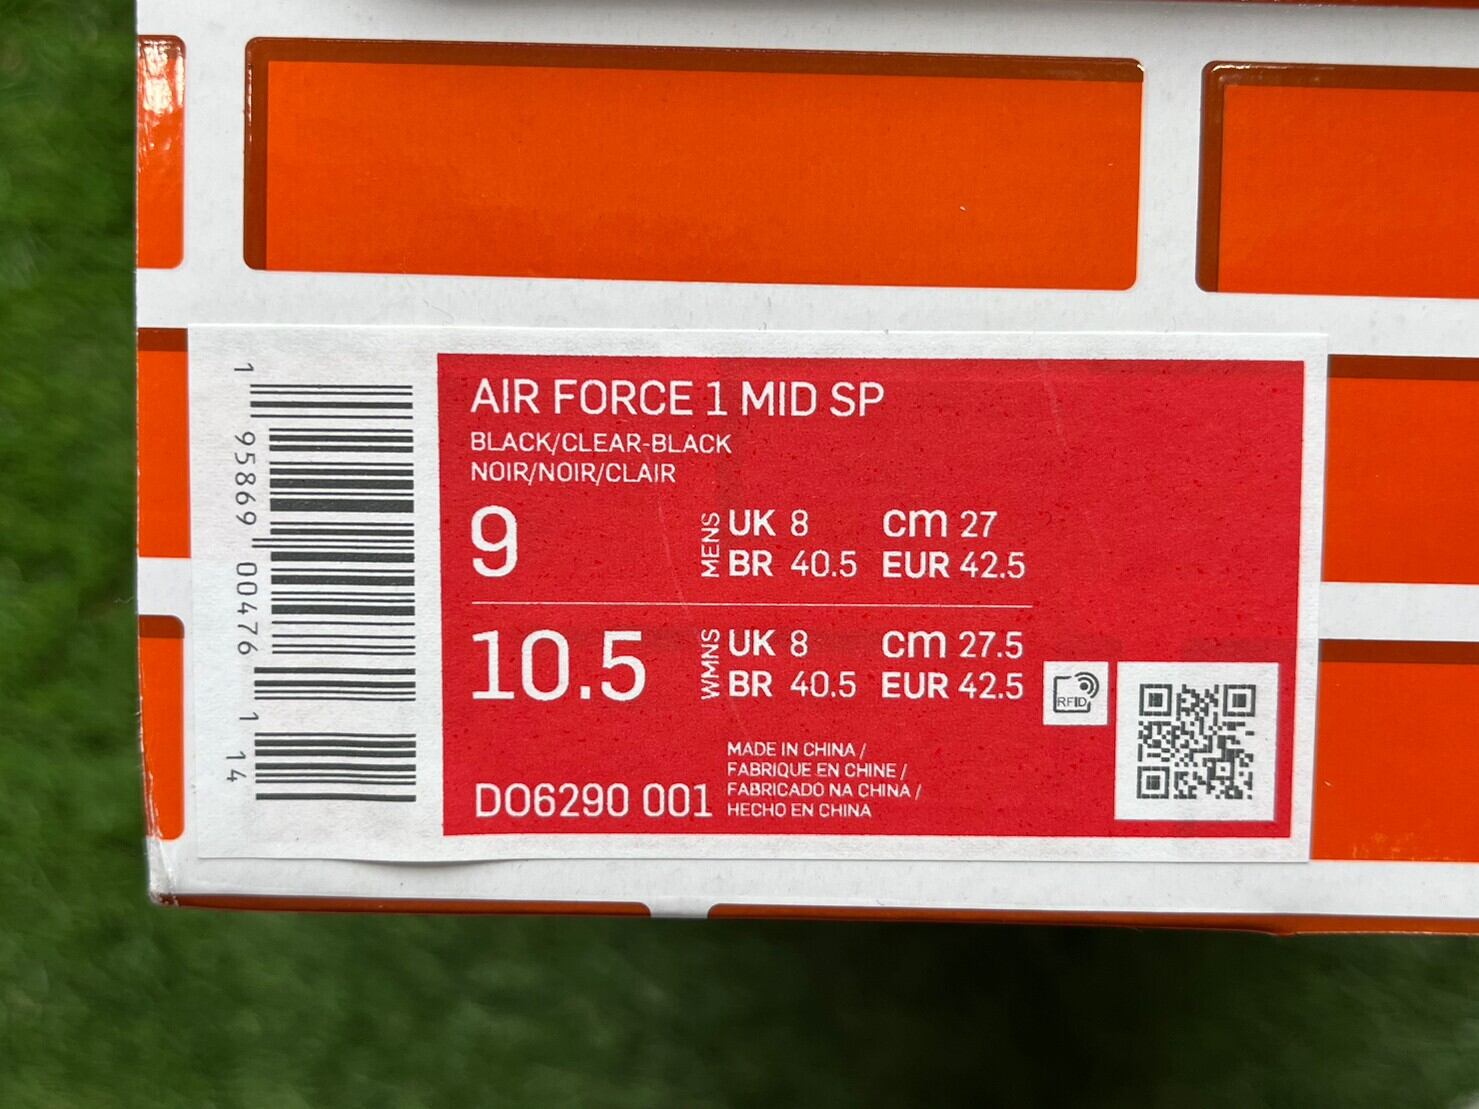 1 95869 00476 1 14
AIR FORCE 1 MID SP
BLACK/CLEAR-BLACK
NOIR/NOIR/CLAIR
9 MENS UK 8 cm 27
BR 40.5 EUR 42.5
10.5 WMNS UK 8 cm 27.5
BR 40.5 EUR 42.5
RFID
MADE IN CHINA /
FABRIQUE EN CHINE /
FABRICADO NA CHINA /
HECHO EN CHINA
DO6290 001